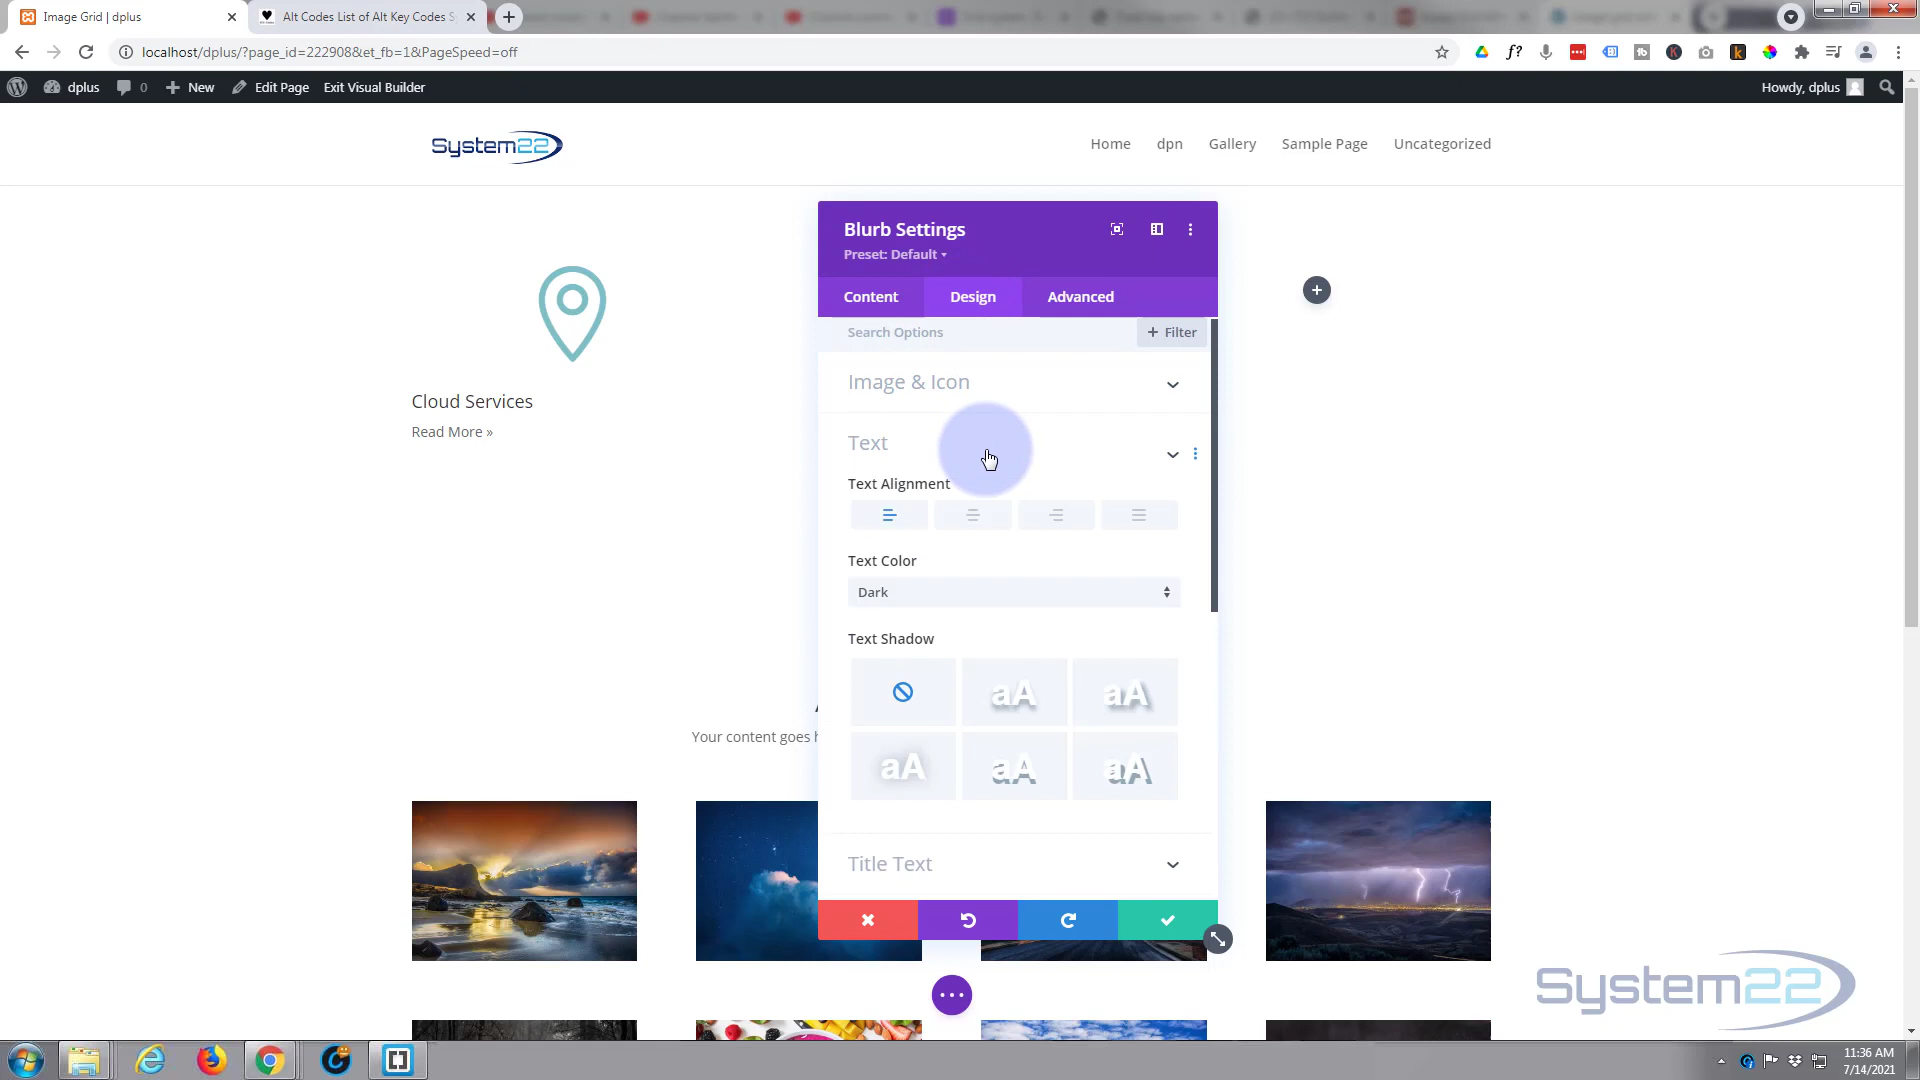 Image Grid | dplus
Alt Codes List of Alt Key Codes S
localhost/dplus/?page_id=222908&et_fb=1&PageSpeed=off
dplus
0
New
Edit Page
Exit Visual Builder
Howdy, dplus
System22
Home
dpn
Gallery
Sample Page
Uncategorized
Blurb Settings
Preset: Default
Content
Design
Advanced
Search Options
+ Filter
Image & Icon
Cloud Services
Read More »
Text
Text Alignment
Text Color
Dark
Text Shadow
aA
aA
aA
aA
aA
Your content goes h
Title Text
System22
11:36 AM
7/14/2021